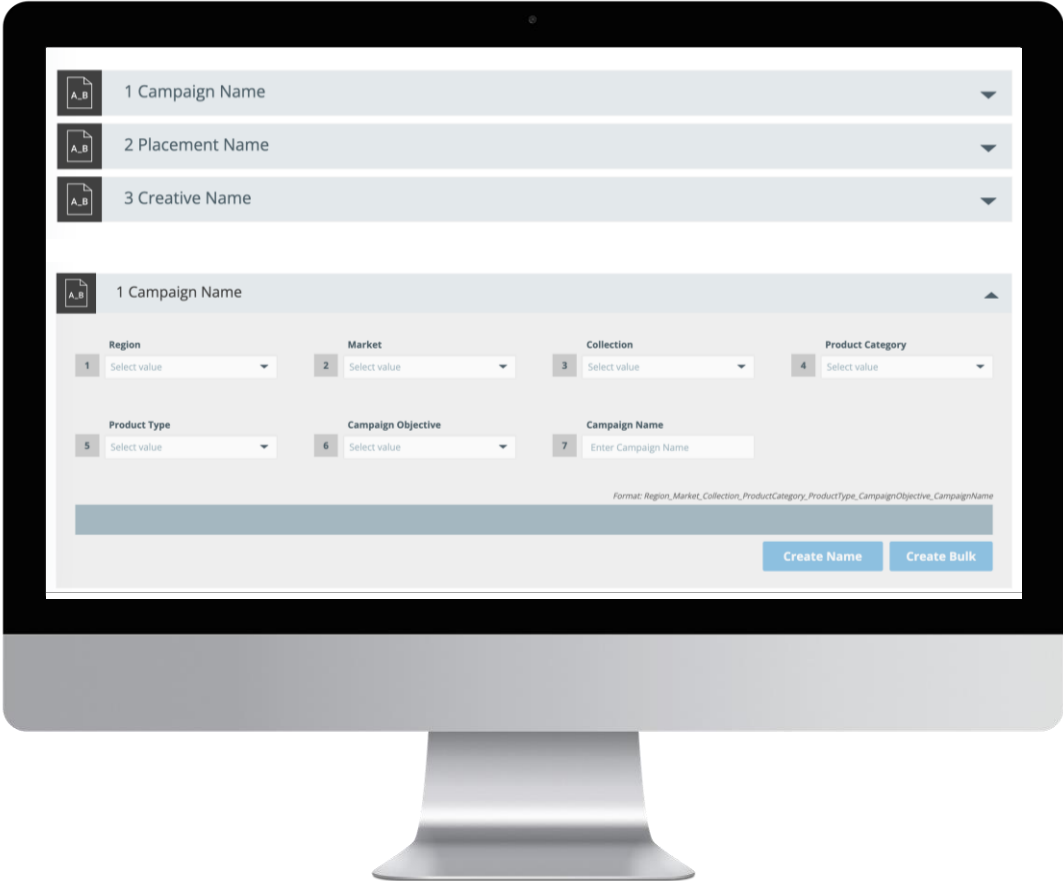 A_B 1 Campaign Name
A_B 2 Placement Name
A_B 3 Creative Name
A_B 1 Campaign Name
Region Market Collection Product Category
1 Select value 2 Select value 3 Select value 4 Select value
Product Type Campaign Objective Campaign Name
5 Select value 6 Select value 7 Enter Campaign Name
Format: Region_Market_Collection_ProductCategory_ProductType_CampaignObjective_CampaignName
Create Name Create Bulk